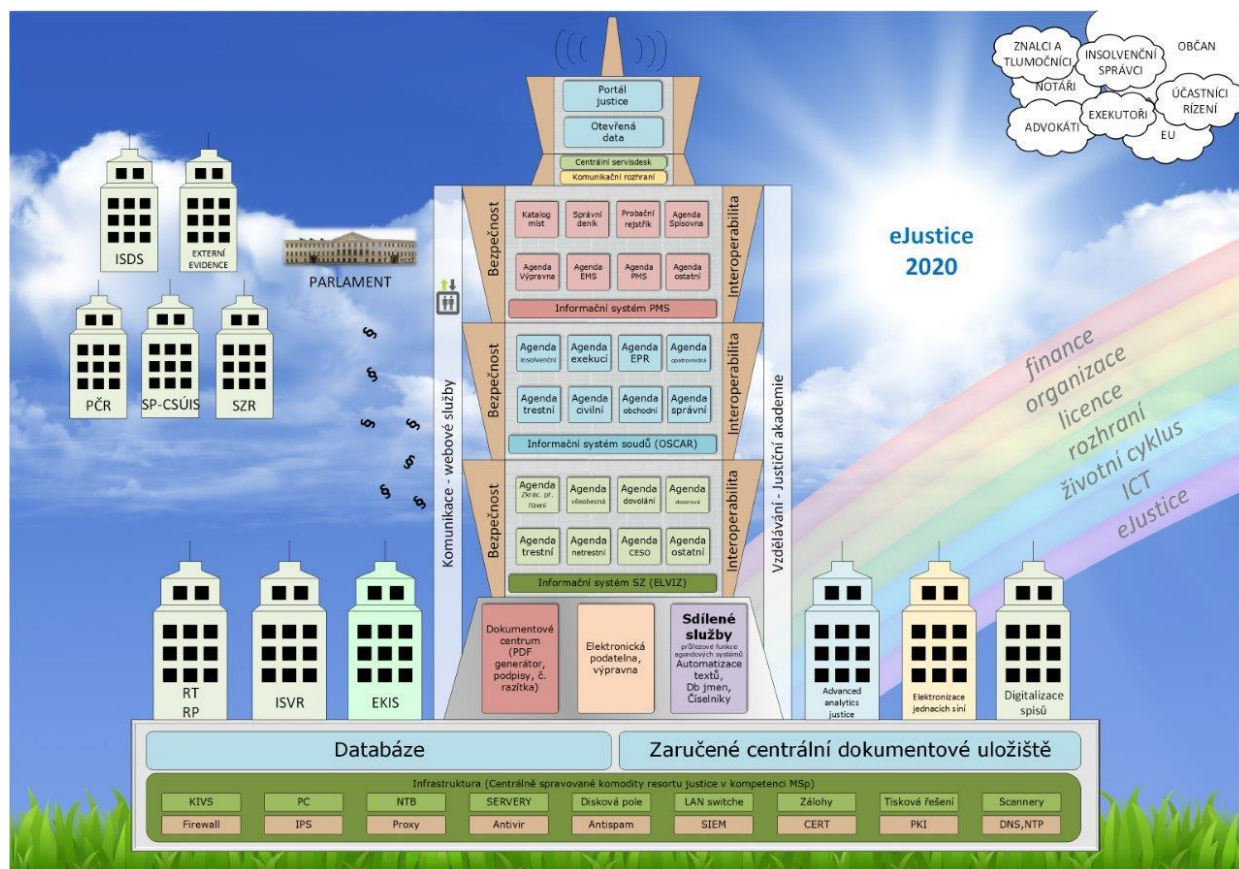 Portál
justice
Otevřená
data
Centrální servisdesk
Komunikační rozhraní
ZNALCI A
TLUMOČNÍCI
INSOLVENČNÍ
SPRÁVCI
OBČAN
NOTÁŘI
ÚČASTNÍCI
RÍZENÍ
ADVOKÁTI
EXEKUTOŘI
EU
ISDS
EXTERNÍ
EVIDENCE
PARLAMENT
PČR
SP-CSÚIS
SZR
eJustice
2020
finance
organizace
licence
rozhraní
životní cyklus
ICT
eJustice
Komunikace - webové služby
Vzdělávání - Justiční akademie
Bezpečnost
Interoperabilita
Katalog
míst
Správní
deník
Probační
rejstřík
Agenda
Spisovna
Agenda
Výpravna
Agenda
EMS
Agenda
PMS
Agenda
ostatní
Informační systém PMS
Bezpečnost
Interoperabilita
Agenda
insolvenční
Agenda
exekucí
Agenda
EPR
Agenda
opatrovnická
Agenda
trestní
Agenda
civilní
Agenda
obchodní
Agenda
správní
Informační systém soudů (OSCAR)
Bezpečnost
Interoperabilita
Agenda
Zkrác. př.
řízení
Agenda
všeobecná
Agenda
dovolání
Agenda
dozorová
Agenda
trestní
Agenda
netrestní
Agenda
CESO
Agenda
ostatní
Informační systém SZ (ELVIZ)
RT
RP
ISVR
EKIS
Dokumentové
centrum
(PDF
generátor,
podpisy, č.
razítka)
Elektronická
podatelna,
výpravna
Sdílené
služby
průřezové funkce
agendových systémů
Automatizace
textů,
Db jmen,
Číselníky
Advanced
analytics
justice
Elektronizace
jednacích síní
Digitalizace
spisů
Databáze
Zaručené centrální dokumentové uložiště
Infrastruktura (Centrálně spravované komodity resortu justice v kompetenci MSp)
KIVS PC NTB SERVERY Disková pole LAN switche Zálohy Tisková řešení Scannery
Firewall IPS Proxy Antivir Antispam SIEM CERT PKI DNS,NTP